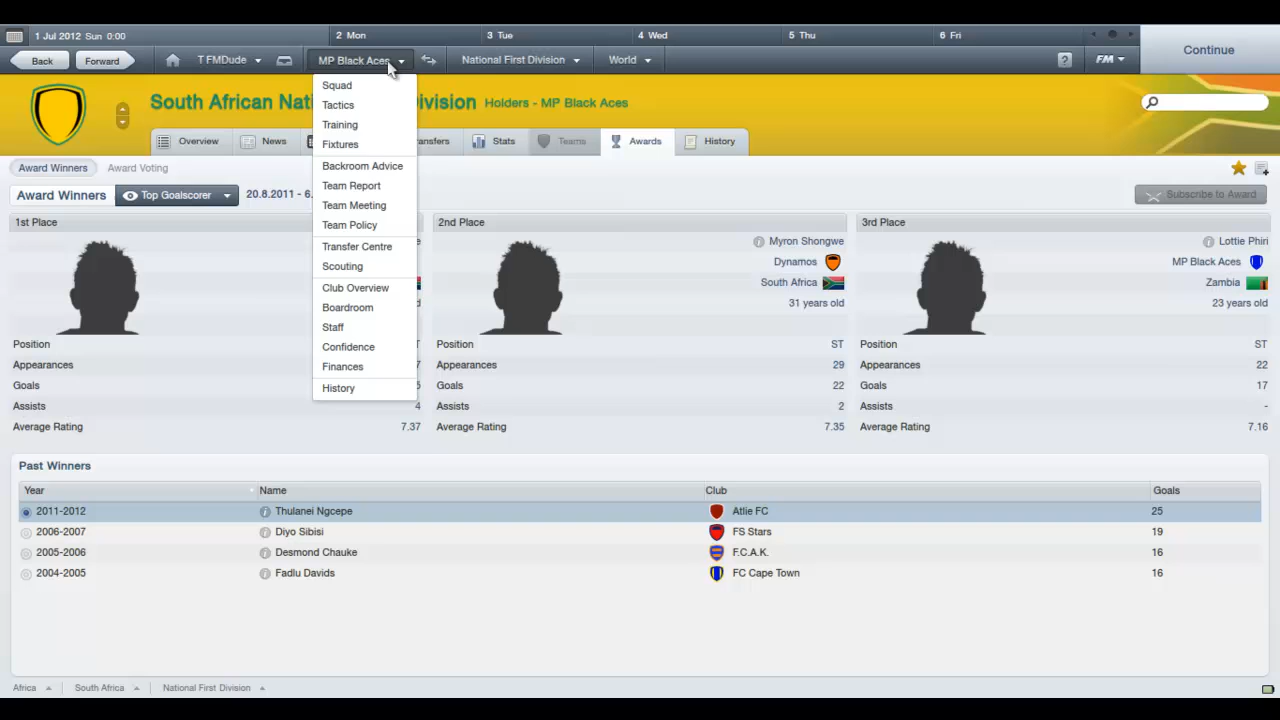 1 Jul 2012 Sun 0:00 2 Mon 3 Tue 4 Wed 5 Thu 6 Fri
Continue
Back Forward T FMDude MP Black Aces National First Division World ? FM
Squad
Tactics
Training
Fixtures
Backroom Advice
Team Report
Team Meeting
Team Policy
Transfer Centre
Scouting
Club Overview
Boardroom
Staff
Confidence
Finances
History
South African Nati Division Holders - MP Black Aces
Overview News nsfers Stats Teams Awards History
Award Winners Award Voting
Award Winners Top Goalscorer 20.8.2011 - 6. Subscribe to Award
1st Place 2nd Place 3rd Place
Myron Shongwe Lottie Phiri
Dynamos MP Black Aces
South Africa Zambia
31 years old 23 years old
Position Position ST Position ST
Appearances 7 Appearances 29 Appearances 22
Goals 5 Goals 22 Goals 17
Assists 4 Assists 2 Assists -
Average Rating 7.37 Average Rating 7.35 Average Rating 7.16
Past Winners
Year Name Club Goals
2011-2012 Thulanei Ngcepe Atlie FC 25
2006-2007 Diyo Sibisi FS Stars 19
2005-2006 Desmond Chauke F.C.A.K. 16
2004-2005 Fadlu Davids FC Cape Town 16
Africa South Africa National First Division